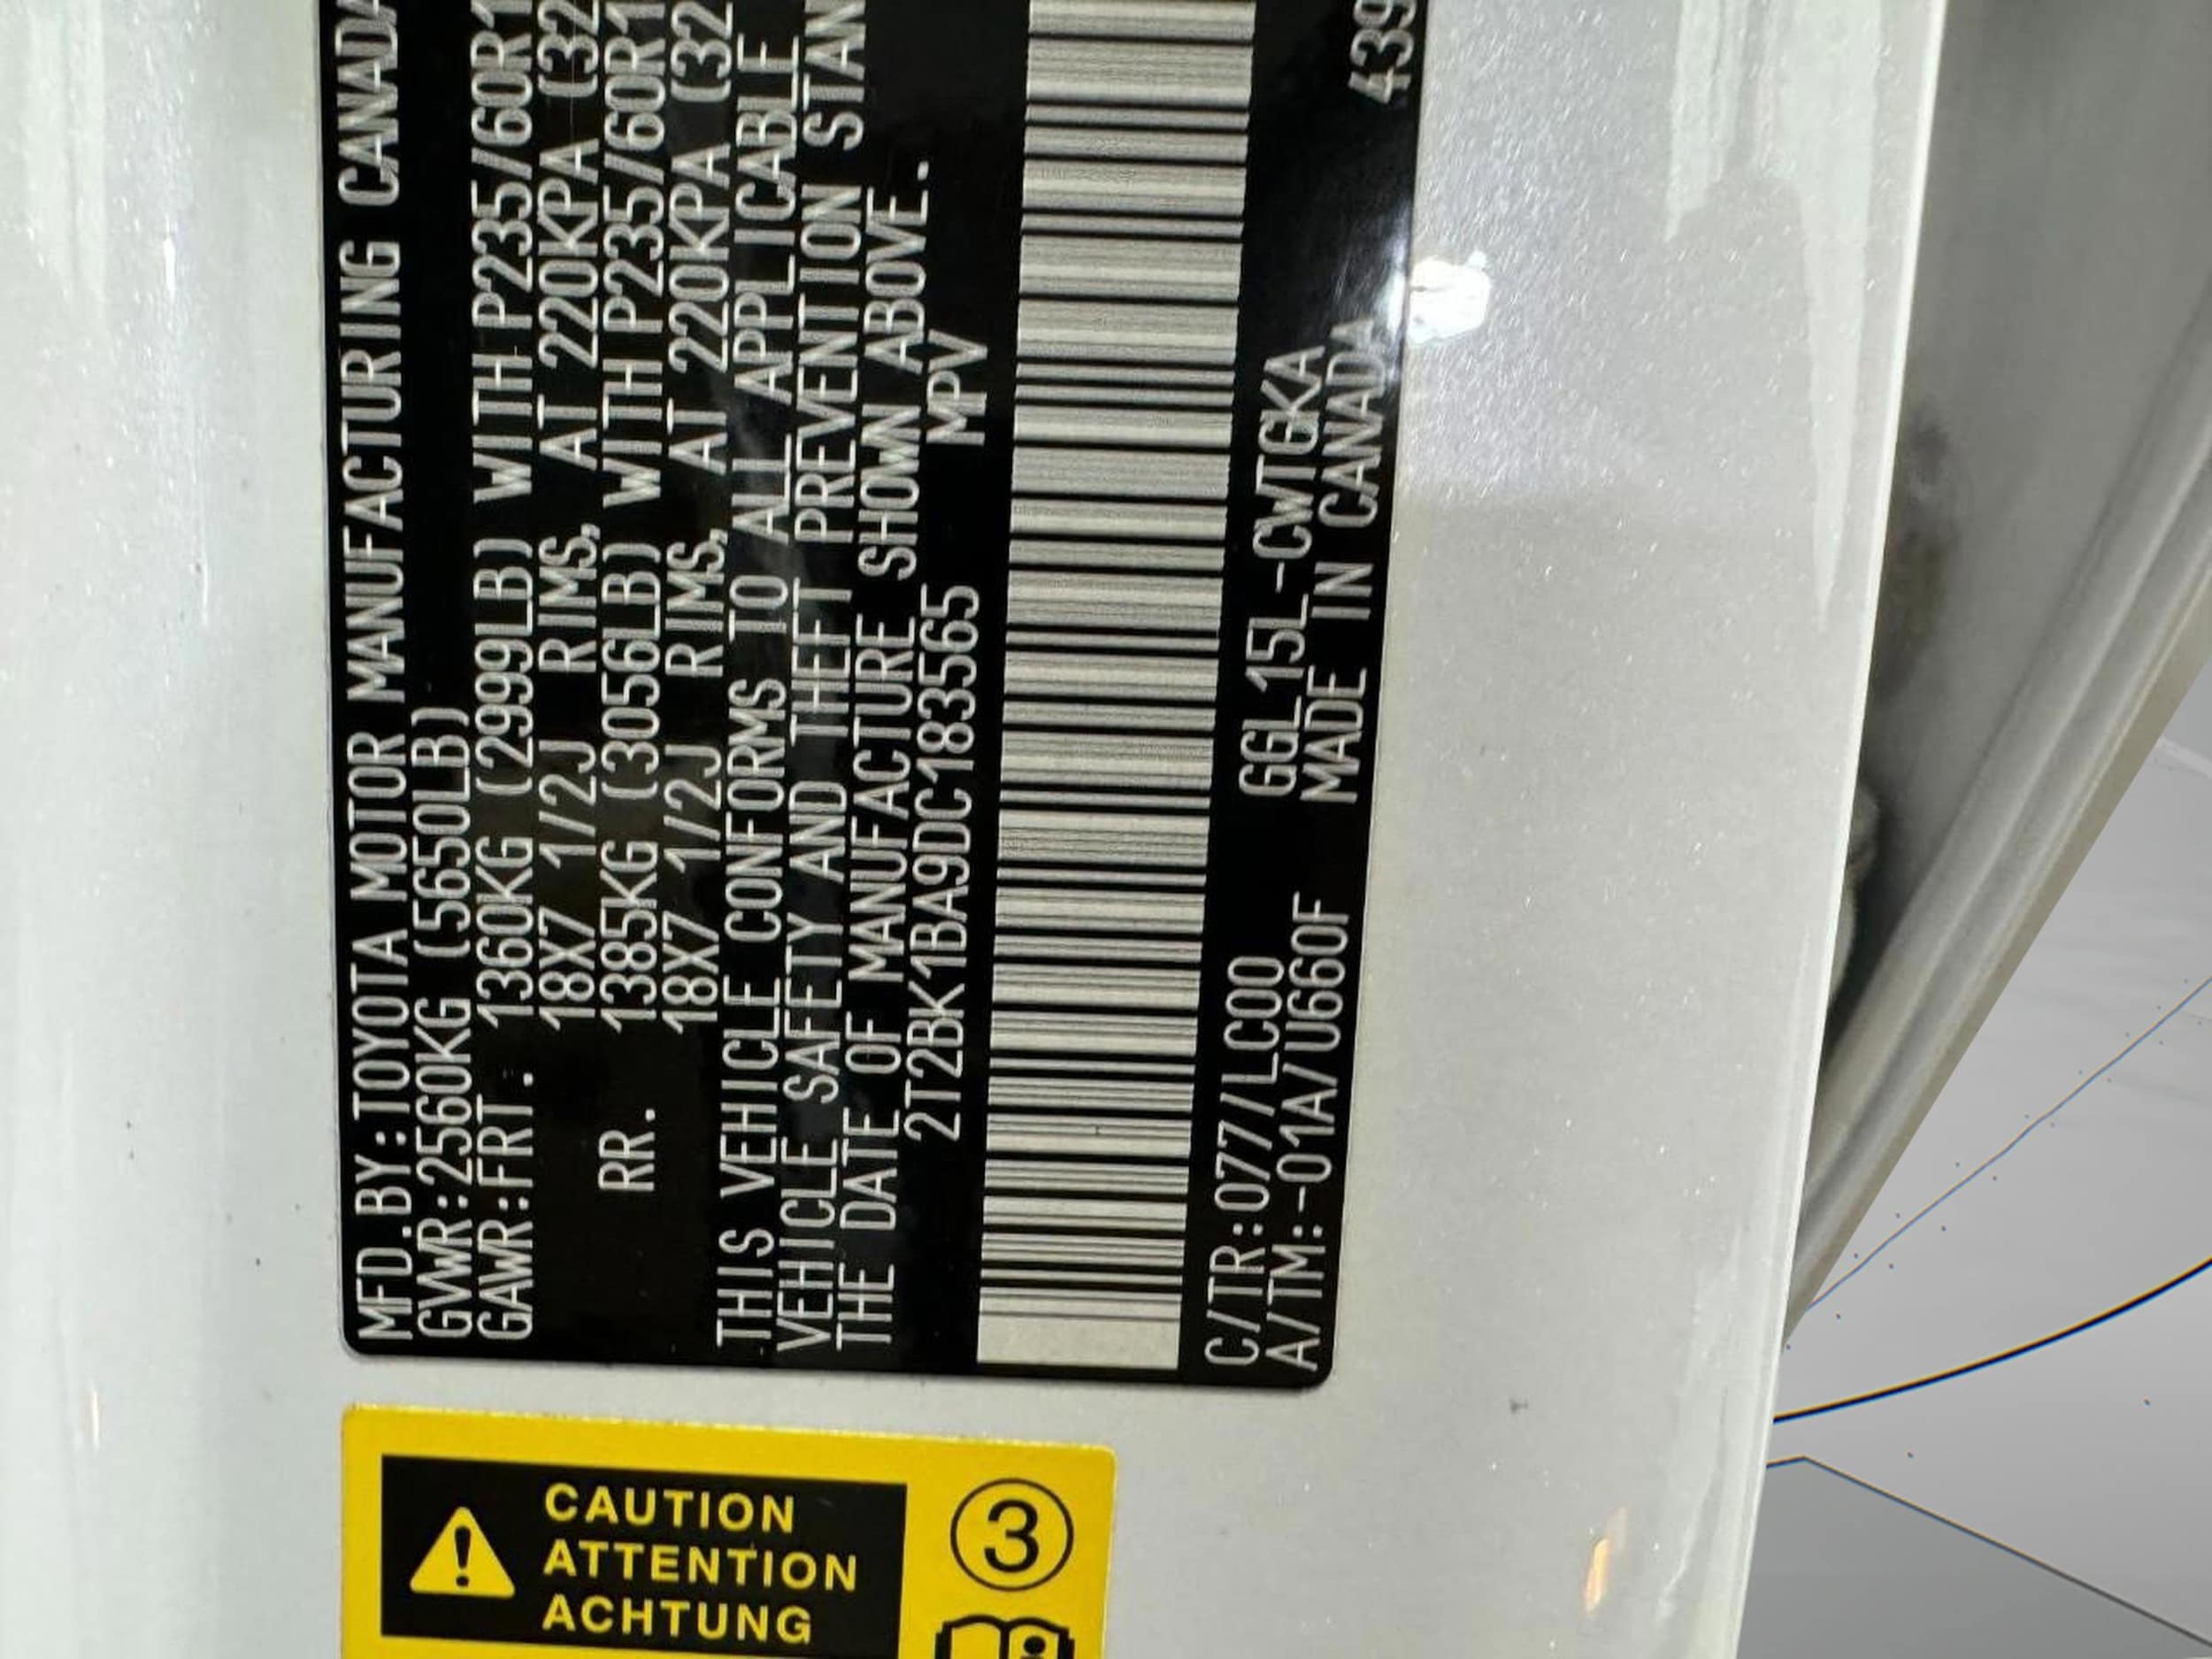 MFD.BY:TOYOTA MOTOR MANUFACTURING CANADA
GVWR:2560KG (5650LB)
GAWR:FRT. 1360KG (2999LB) WITH P235/60R1
18X7 1/2J RIMS, AT 220KPA (32
RR. 1385KG (3056LB) WITH P235/60R1
18X7 1/2J RIMS, AT 220KPA (32
THIS VEHICLE CONFORMS TO ALL APPLICABLE
VEHICLE SAFETY AND THEFT PREVENTION STAN
THE DATE OF MANUFACTURE SHOWN ABOVE.
2T2BK1BA9DC183565 MPV
C/TR:077/LC00 GGL15L-CWTGKA
A/TM:-01A/U660F MADE IN CANADA 439
CAUTION
ATTENTION
ACHTUNG
3